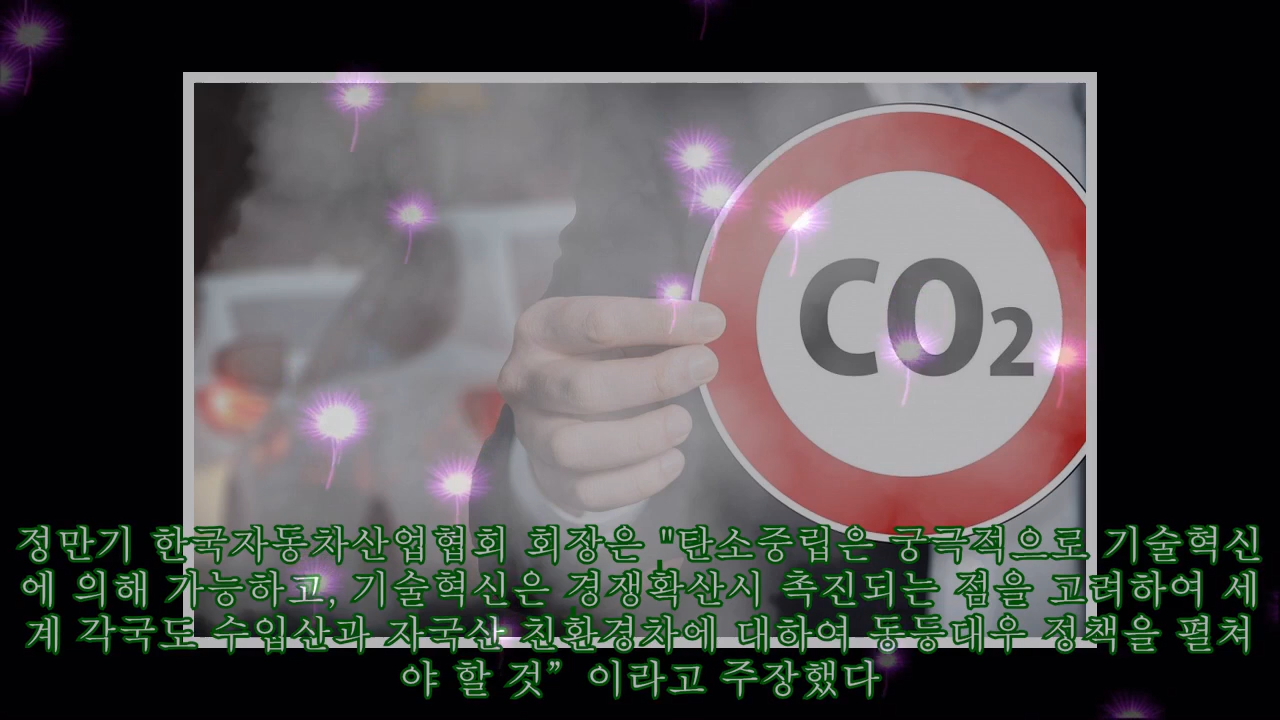 CO₂
정만기 한국자동차산업협회 회장은 "탄소중립은 궁극적으로 기술혁신
에 의해 가능하고, 기술혁신은 경쟁확산시 촉진되는 점을 고려하여 세
계 각국도 수입산과 자국산 친환경차에 대하여 동등대우 정책을 펼쳐
야 할 것” 이라고 주장했다